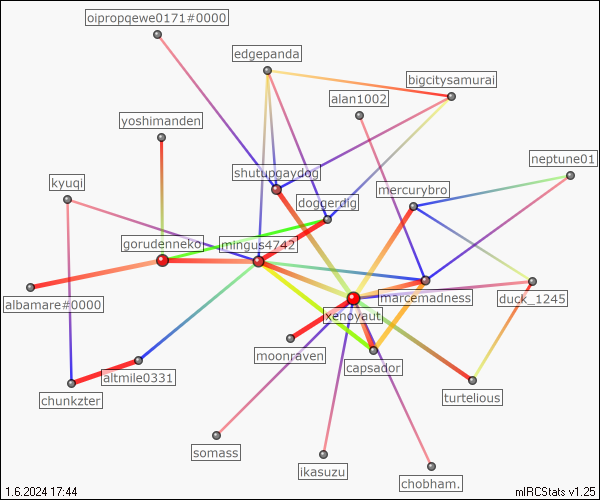 oipropqewe0171#0000
edgepanda
bigcitysamurai
alan1002
yoshimanden
neptune01
shutupgaydog
kyuqi
mercurybro
doggerdig
gorudenneko
mingus4742
albamare#0000
marcemadness
duck_1245
xenoyaut
moonraven
capsador
altmile0331
chunkzter
turtelious
somass
ikasuzu
chobham.
1.6.2024 17:44
mIRCStats v1.25